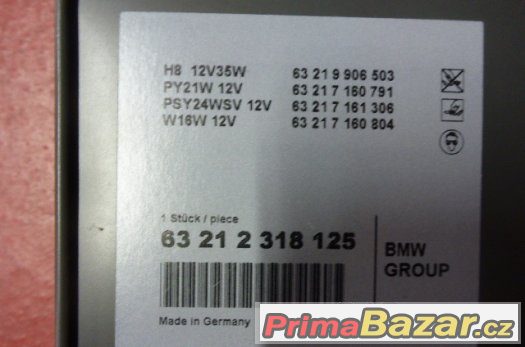 H8 12V35W 63 21 9 906 503
PY21W 12V 63 21 7 160 791
PSY24WSV 12V 63 21 7 161 306
W16W 12V 63 21 7 160 804
1 Stück / piece
63 21 2 318 125
BMW
GROUP
Made in Germany
PrimaBazar.cz